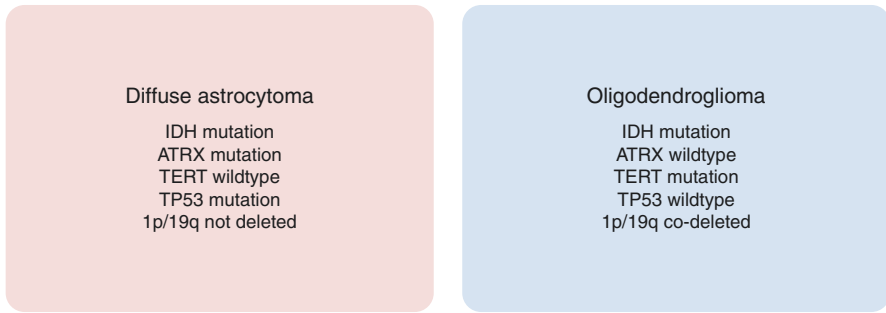 Diffuse astrocytoma
IDH mutation
ATRX mutation
TERT wildtype
TP53 mutation
1p/19q not deleted
Oligodendroglioma
IDH mutation
ATRX wildtype
TERT mutation
TP53 wildtype
1p/19q co-deleted